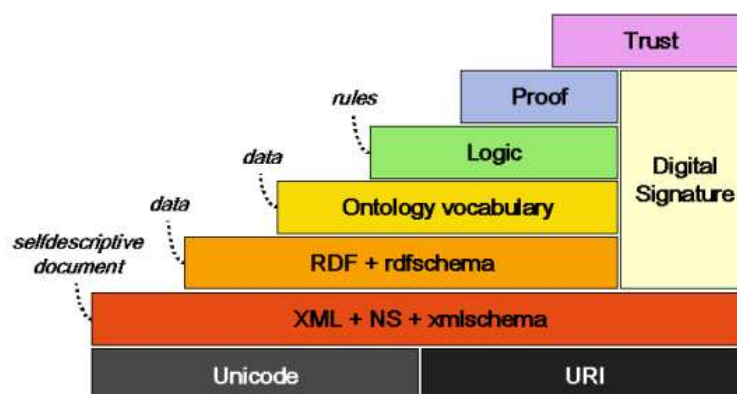 Trust
Proof
rules
Logic
data
Digital
Signature
Ontology vocabulary
data
selfdescriptive
document
RDF + rdfschema
XML + NS + xmlschema
Unicode
URI